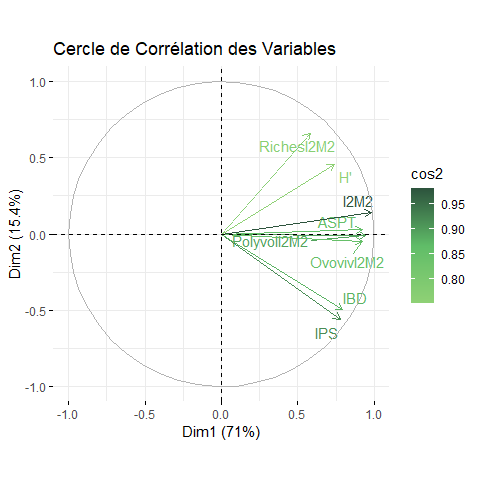 Cercle de Corrélation des Variables
1.0
0.5
0.0
-0.5
-1.0
Dim2 (15.4%)
RichesI2M2
H'
I2M2
ASPT
PolyvolI2M2
OvovivI2M2
IBD
IPS
-1.0 -0.5 0.0 0.5 1.0
Dim1 (71%)
cos2
0.95
0.90
0.85
0.80